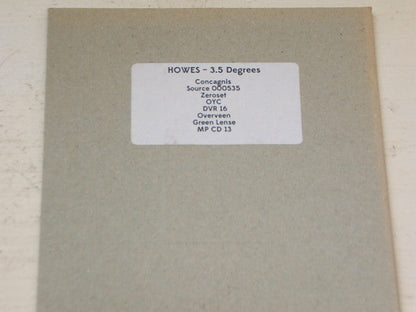 HOWES - 3.5 Degrees
Concagnis
Source 000535
Zeroset
OYC
DVR 16
Overveen
Green Lense
MP CD 13